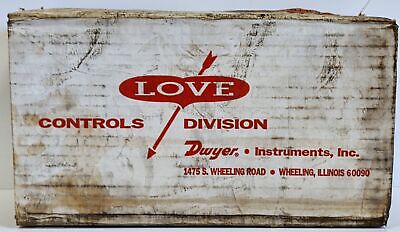 LOVE
CONTROLS DIVISION
Dwyer • Instruments, Inc.
1475 S. WHEELING ROAD • WHEELING, ILLINOIS 60090